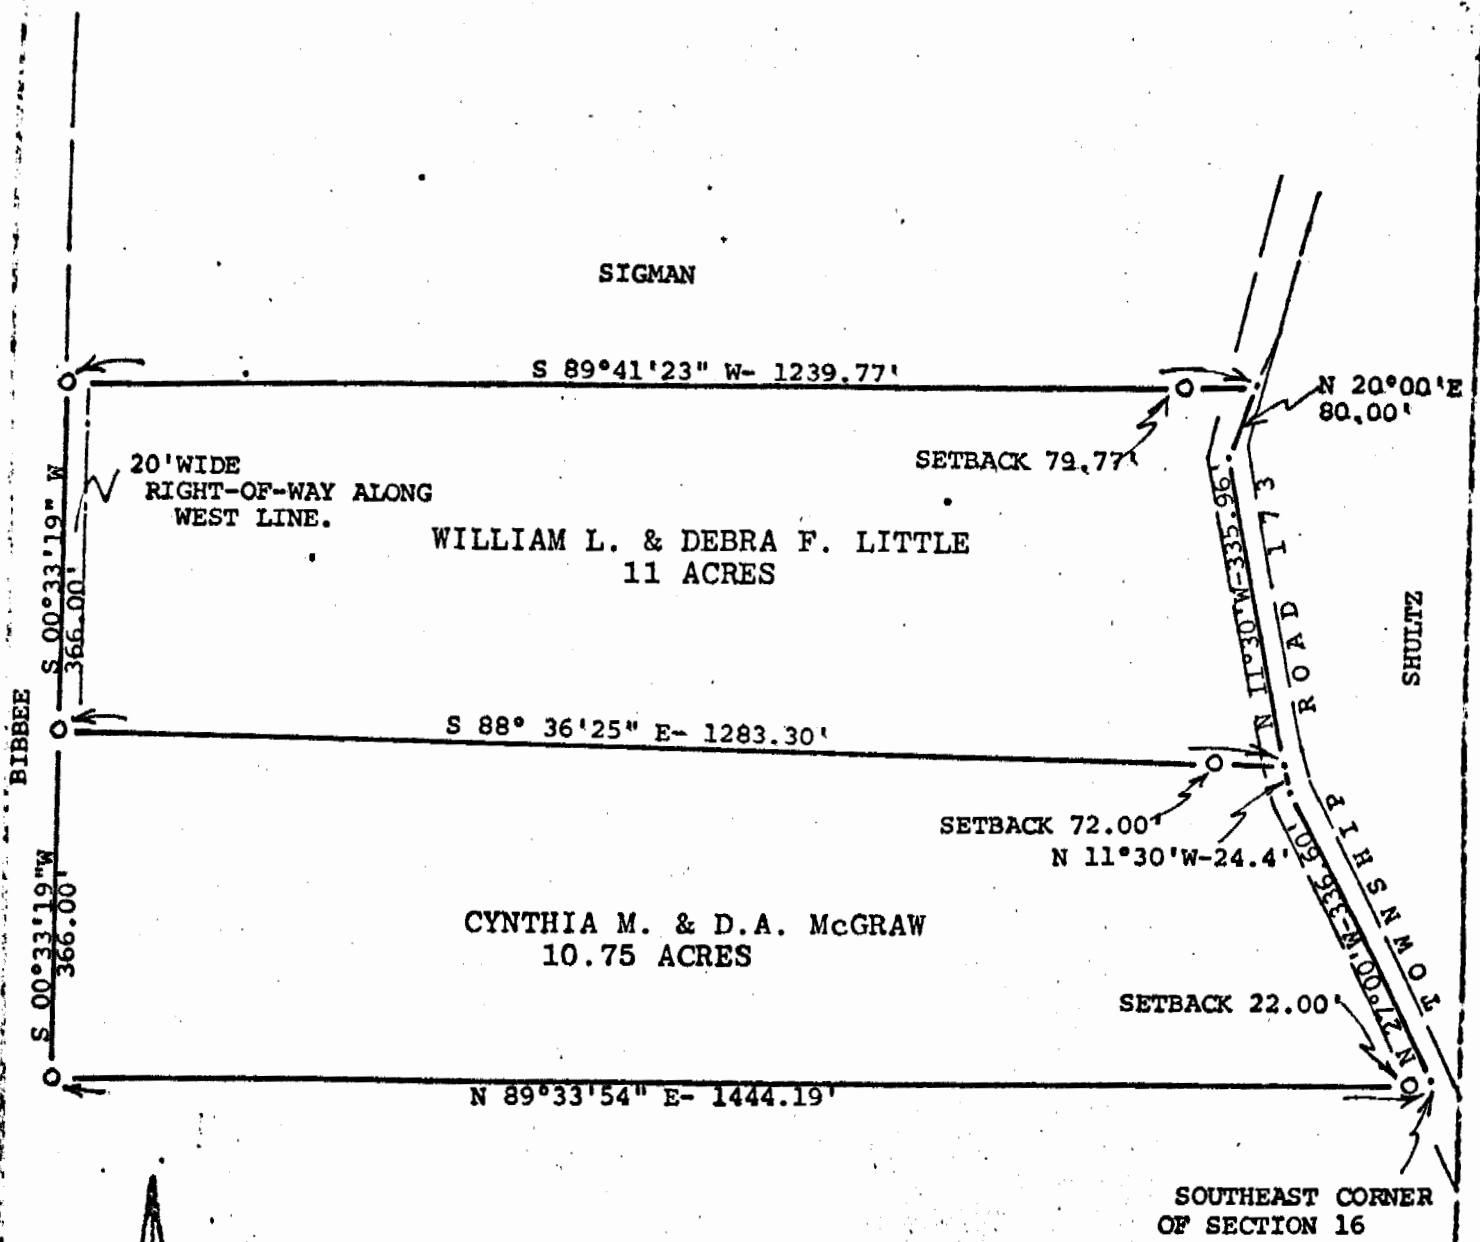 SIGMAN
S 89°41'23" W- 1239.77'
N 20°00'E
80.00'
SETBACK 79.77'
20'WIDE
RIGHT-OF-WAY ALONG
WEST LINE.
WILLIAM L. & DEBRA F. LITTLE
11 ACRES
S 00°33'19" W
366.00'
N 11°30'W-335.96'
TOWNSHIP ROAD 173
SHULTZ
BIBBEE
S 88° 36'25" E- 1283.30'
SETBACK 72.00'
N 11°30'W-24.4'
N 27°00'W-336.60'
CYNTHIA M. & D.A. McGRAW
10.75 ACRES
S 00°33'19"W
366.00'
SETBACK 22.00'
N 89°33'54" E- 1444.19'
SOUTHEAST CORNER
OF SECTION 16